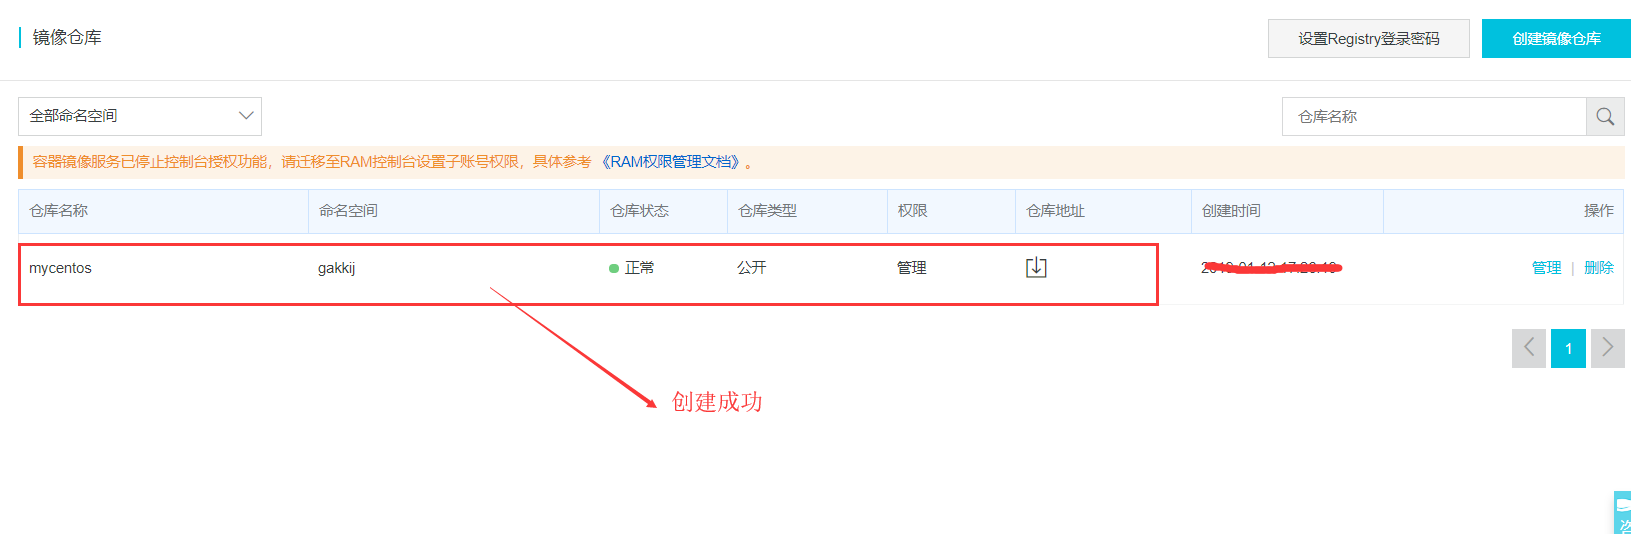 镜像仓库
设置Registry登录密码
创建镜像仓库
全部命名空间
仓库名称
容器镜像服务已停止控制台授权功能，请迁移至RAM控制台设置子账号权限，具体参考 《RAM权限管理文档》。
仓库名称 命名空间 仓库状态 仓库类型 权限 仓库地址 创建时间 操作
mycentos gakkij 正常 公开 管理 管理 | 删除
1
创建成功